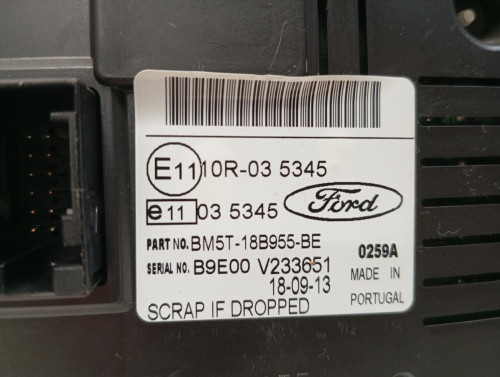 E11 10R-03 5345
e11 03 5345 Ford
PART NO. BM5T-18B955-BE 0259A
SERIAL NO. B9E00 V233651 MADE IN
18-09-13 PORTUGAL
SCRAP IF DROPPED